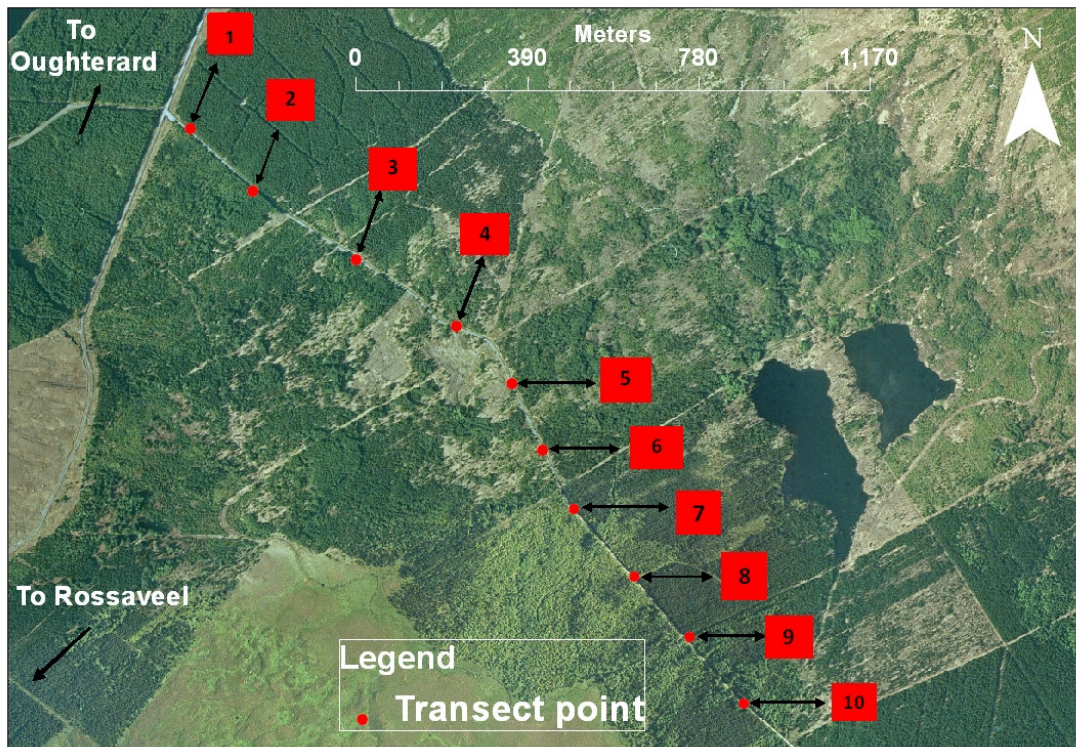 To
Oughterard
Meters
0 390 780 1,170
N
1
2
3
4
5
6
7
8
9
10
To Rossaveel
Legend
Transect point